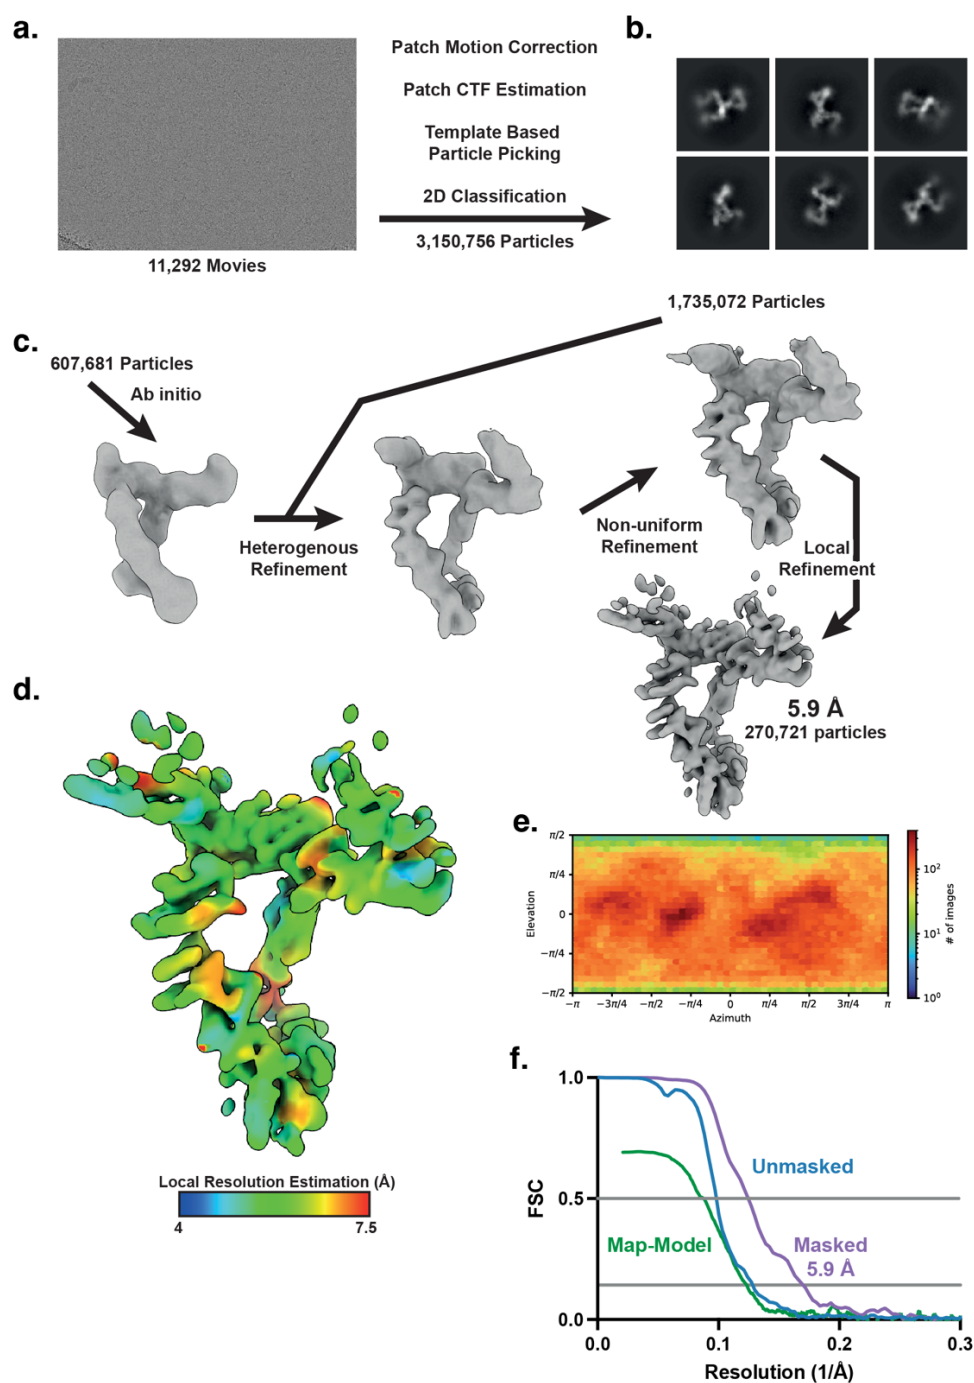 a.
Patch Motion Correction
Patch CTF Estimation
Template Based
Particle Picking
2D Classification
3,150,756 Particles
11,292 Movies
b.
c.
1,735,072 Particles
607,681 Particles
Ab initio
Heterogenous
Refinement
Non-uniform
Refinement
Local
Refinement
5.9 Å
270,721 particles
d.
Local Resolution Estimation (Å)
4 7.5
e.
π/2
π/4
0
−π/4
−π/2
Elevation
−π −3π/4 −π/2 −π/4 0 π/4 π/2 3π/4 π
Azimuth
10²
10¹
10⁰
# of images
f.
1.0
0.5
0.0
FSC
Unmasked
Map-Model
Masked
5.9 Å
0.0 0.1 0.2 0.3
Resolution (1/Å)